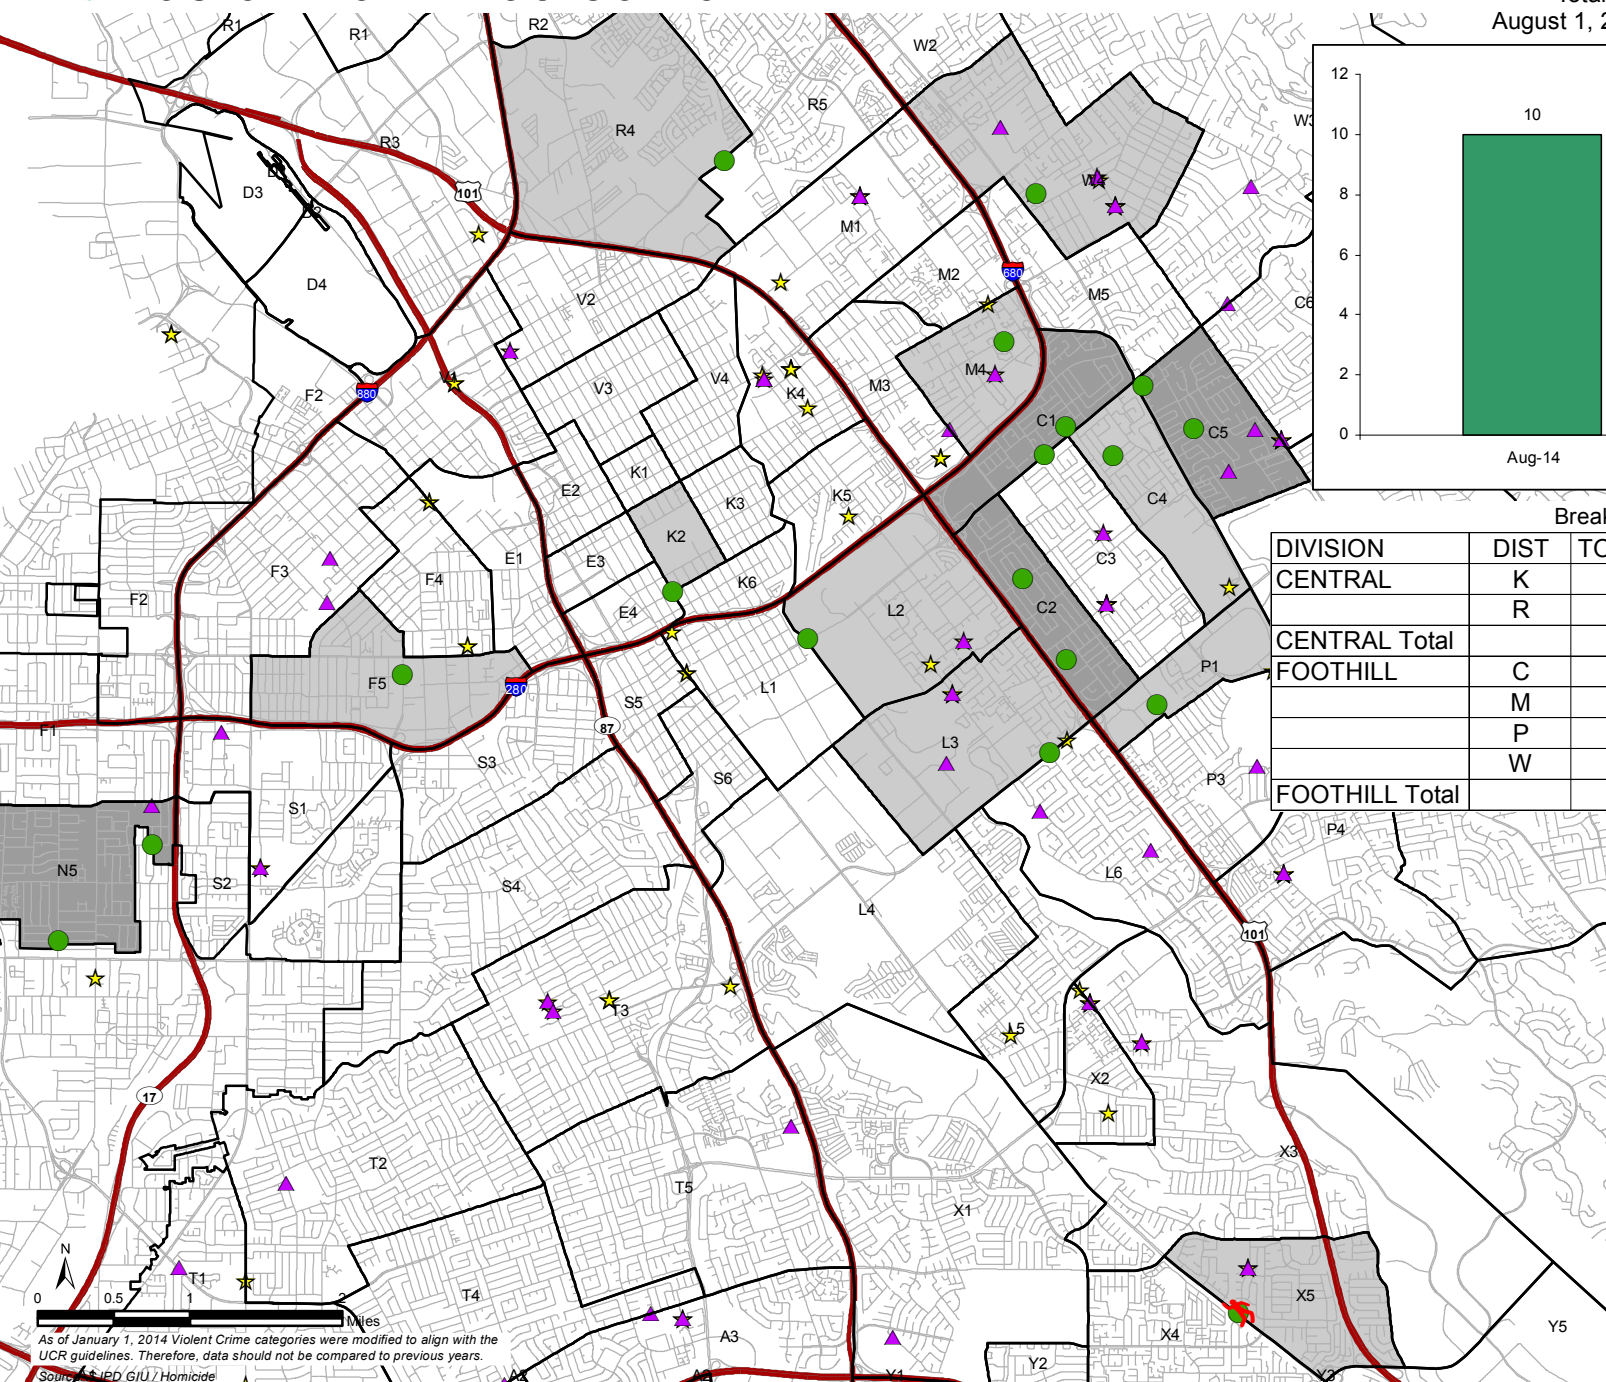 August 1, 2
12
10
8
6
4
2
0
10
Aug-14
Break
DIVISION DIST TO
CENTRAL K
R
CENTRAL Total
FOOTHILL C
M
P
W
FOOTHILL Total
R1
R1
R2
W2
R5
R4
R3
W3
D3
D4
M1
M2
M5
C6
V2
V3
V4
K4
M3
M4
C1
C5
C4
C3
C2
F2
F3
F4
F2
F5
F1
E1
E2
E3
E4
K1
K2
K3
K5
K6
L1
L2
L3
L4
L6
P1
P3
P4
S1
S2
S3
S4
S5
S6
N5
T3
T2
T5
T4
T1
X1
X2
X3
X4
X5
Y5
Y2
Y1
A3
101
680
880
280
87
101
17
N
0 0.5 1 2
Miles
As of January 1, 2014 Violent Crime categories were modified to align with the
UCR guidelines. Therefore, data should not be compared to previous years.
GIU / Homicide